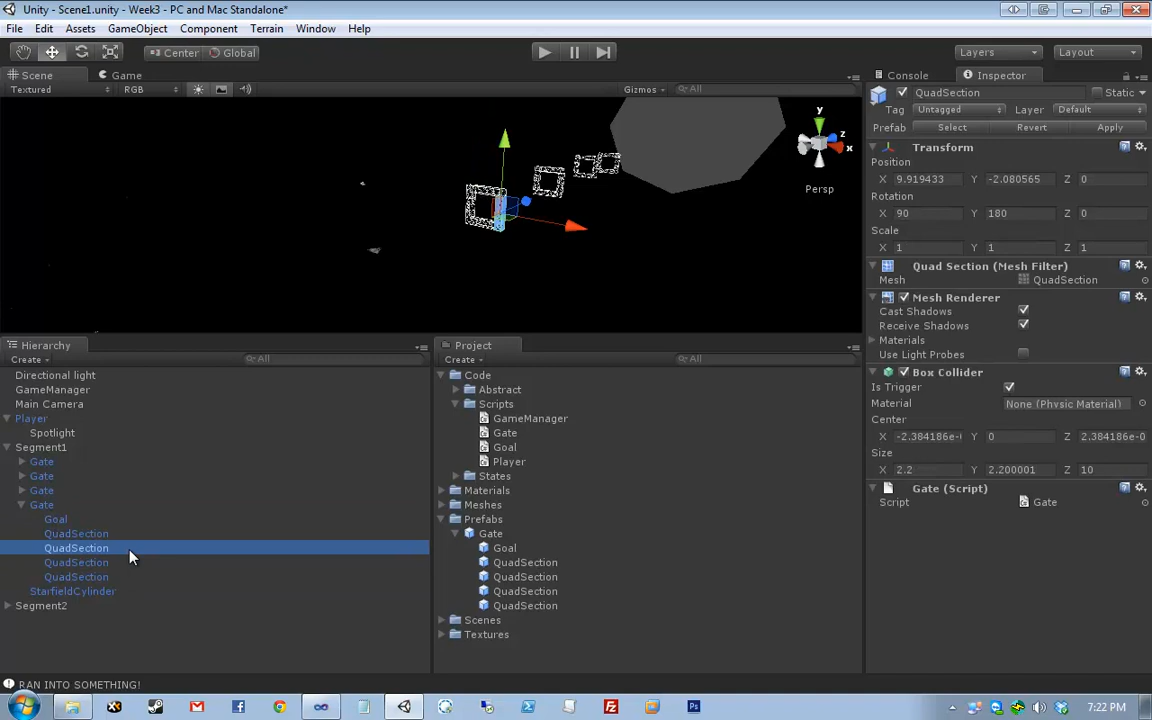 Unity - Scene1.unity - Week3 - PC and Mac Standalone*
File Edit Assets GameObject Component Terrain Window Help
Center Global Layers Layout
Scene Game Console Inspector
Textured RGB Gizmos All
QuadSection Static
Tag Untagged Layer Default
Prefab Select Revert Apply
Transform
Position
X 9.919433 Y -2.080565 Z 0
Rotation
X 90 Y 180 Z 0
Scale
X 1 Y 1 Z 1
y
z
x
Persp
Quad Section (Mesh Filter)
Mesh QuadSection
Mesh Renderer
Cast Shadows
Receive Shadows
Materials
Use Light Probes
Box Collider
Is Trigger
Material None (Physic Material)
Center
X -2.384186e-( Y 0 Z 2.384186e-0
Size
X 2.2 Y 2.200001 Z 10
Gate (Script)
Script Gate
Hierarchy
Create All
Directional light
GameManager
Main Camera
Player
Spotlight
Segment1
Gate
Gate
Gate
Gate
Goal
QuadSection
QuadSection
QuadSection
QuadSection
StarfieldCylinder
Segment2
Project
Create All
Code
Abstract
Scripts
GameManager
Gate
Goal
Player
States
Materials
Meshes
Prefabs
Gate
Goal
QuadSection
QuadSection
QuadSection
QuadSection
Scenes
Textures
RAN INTO SOMETHING!
7:22 PM